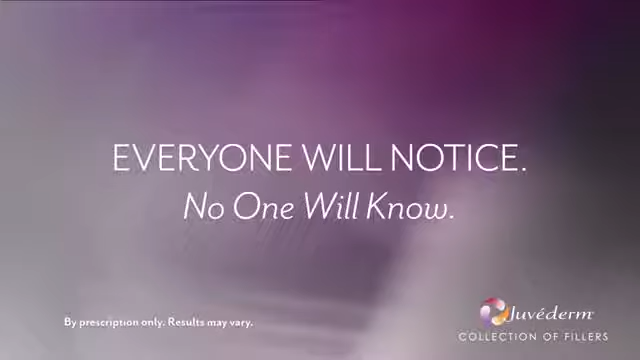 EVERYONE WILL NOTICE.
No One Will Know.
By prescription only. Results may vary.
Juvéderm
COLLECTION OF FILLERS